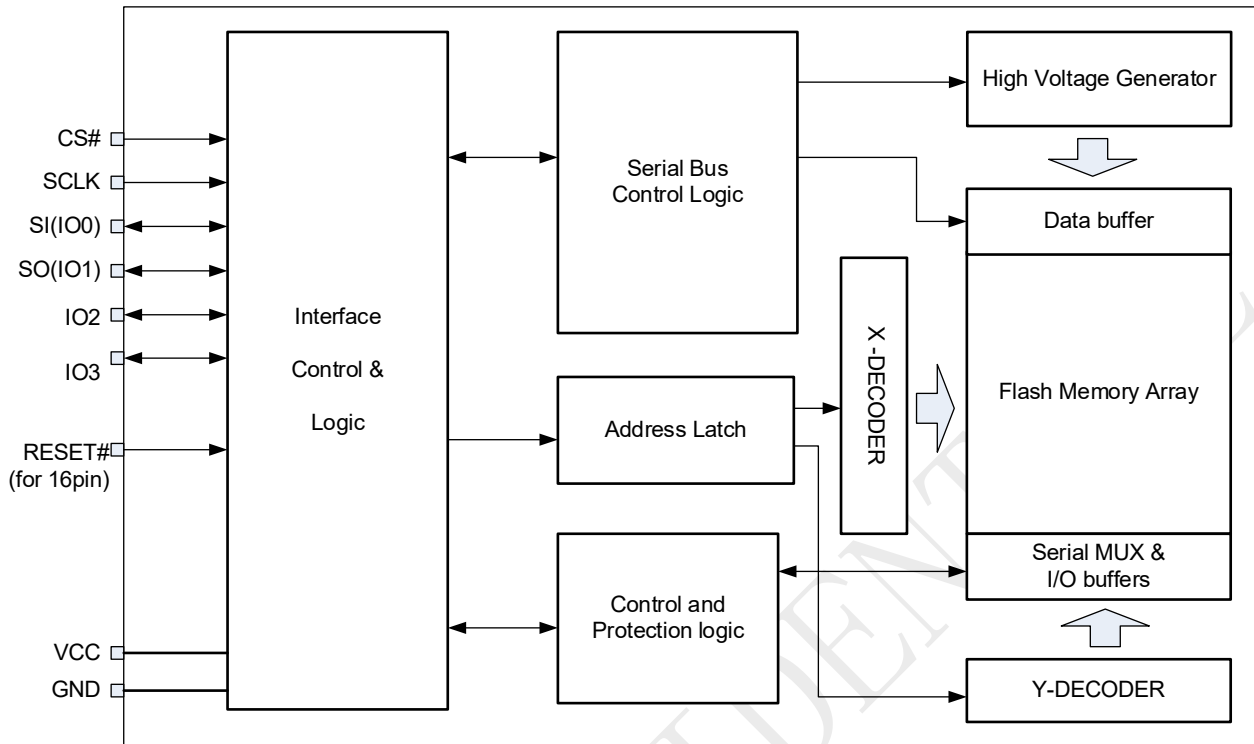 CS#
SCLK
SI(IO0)
SO(IO1)
IO2
IO3
RESET#
(for 16pin)
VCC
GND
Interface
Control &
Logic
Serial Bus
Control Logic
Address Latch
Control and
Protection logic
X -DECODER
High Voltage Generator
Data buffer
Flash Memory Array
Serial MUX &
I/O buffers
Y-DECODER